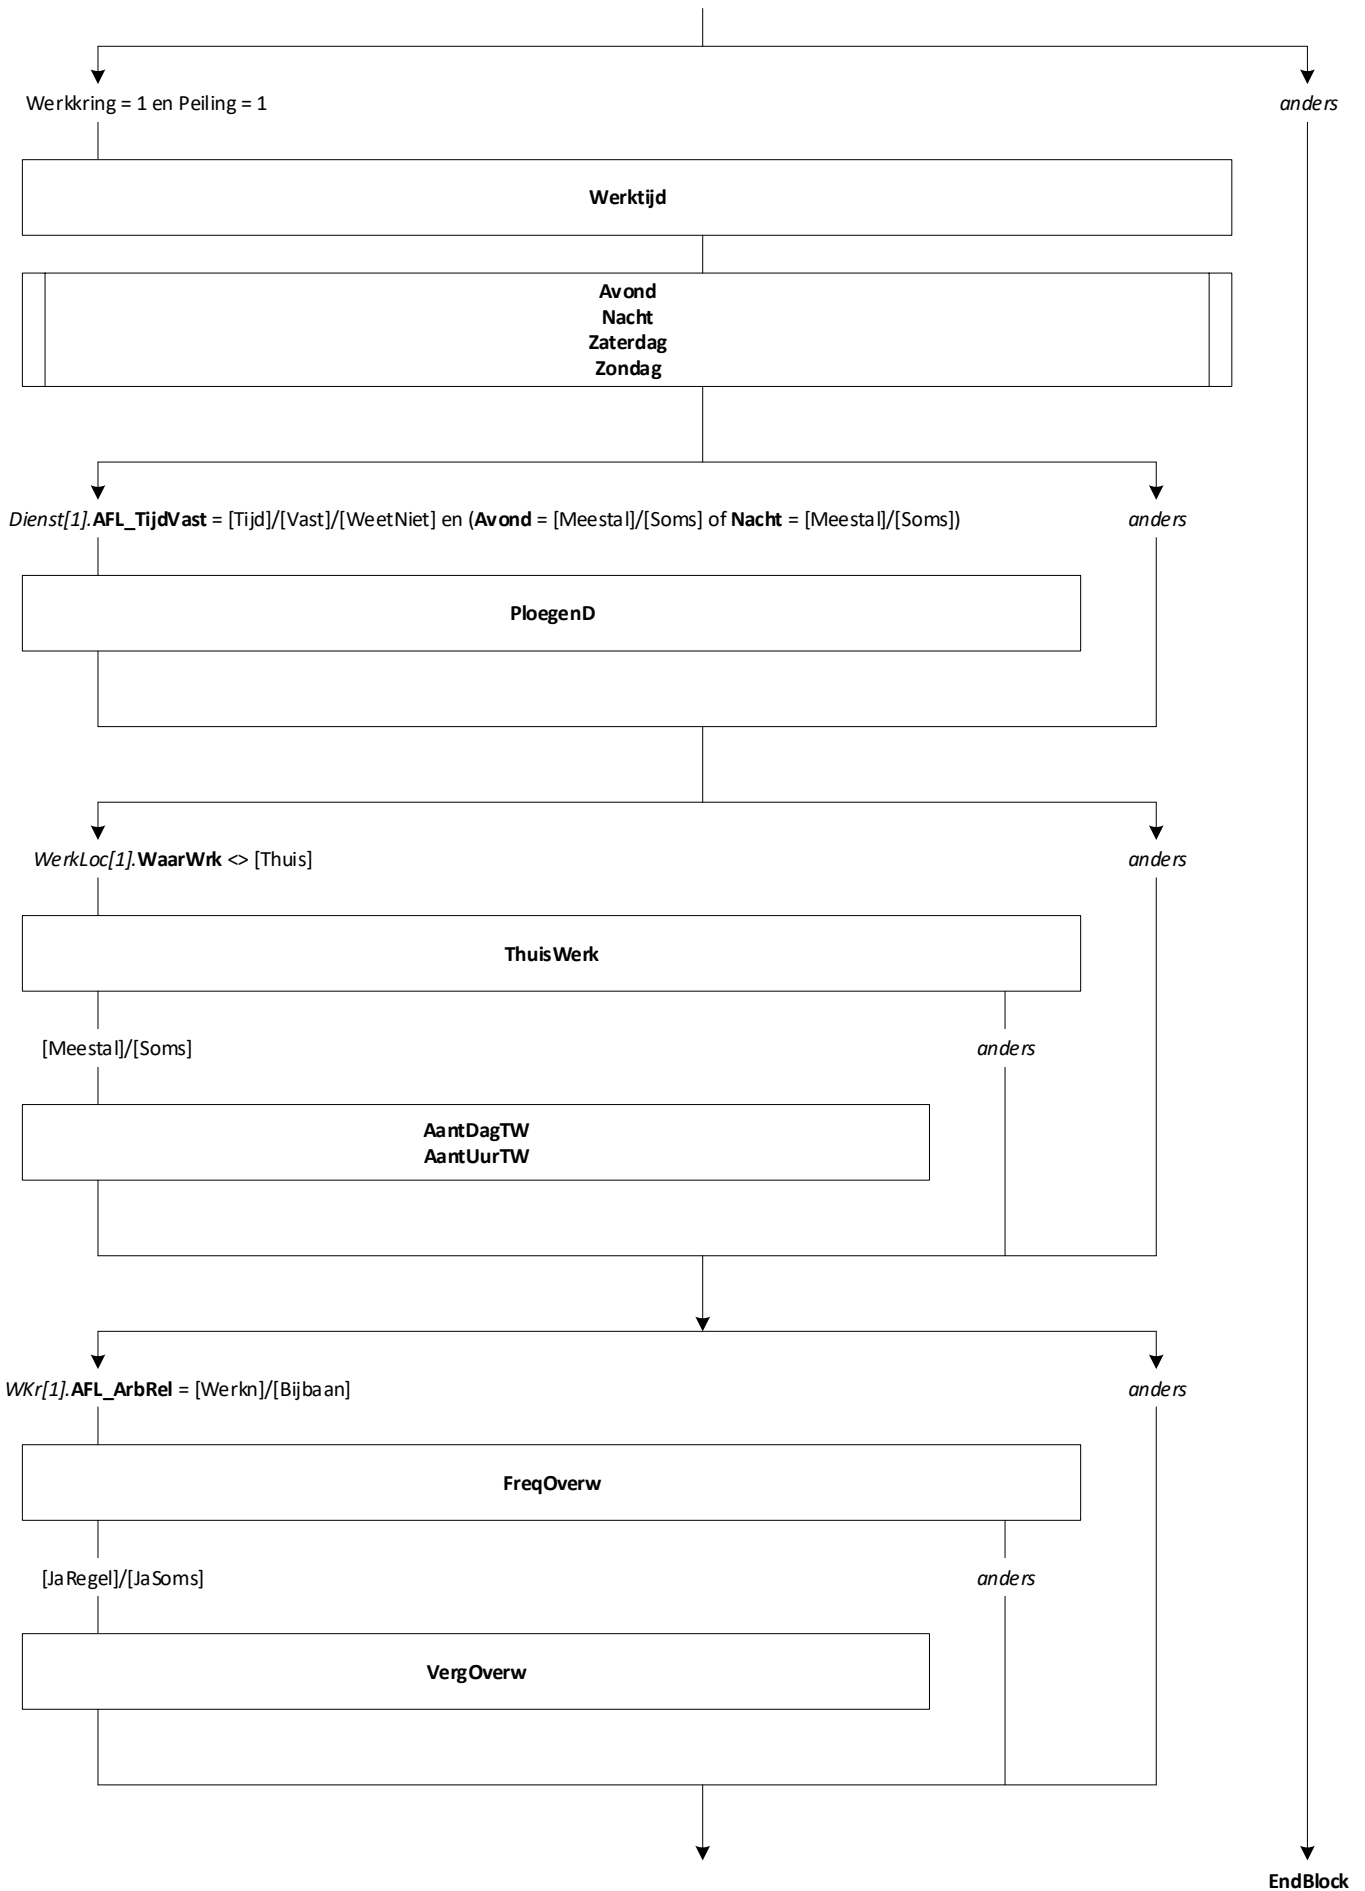 Werkkring = 1 en Peiling = 1
anders
Werktijd
Avond
Nacht
Zaterdag
Zondag
Dienst[1].AFL_TijdVast = [Tijd]/[Vast]/[WeetNiet] en (Avond = [Meestal]/[Soms] of Nacht = [Meestal]/[Soms])
anders
PloegenD
WerkLoc[1].WaarWrk <> [Thuis]
anders
ThuisWerk
[Meestal]/[Soms]
anders
AantDagTW
AantUurTW
WKr[1].AFL_ArbRel = [Werkn]/[Bijbaan]
anders
FreqOverw
[JaRegel]/[JaSoms]
anders
VergOverw
EndBlock